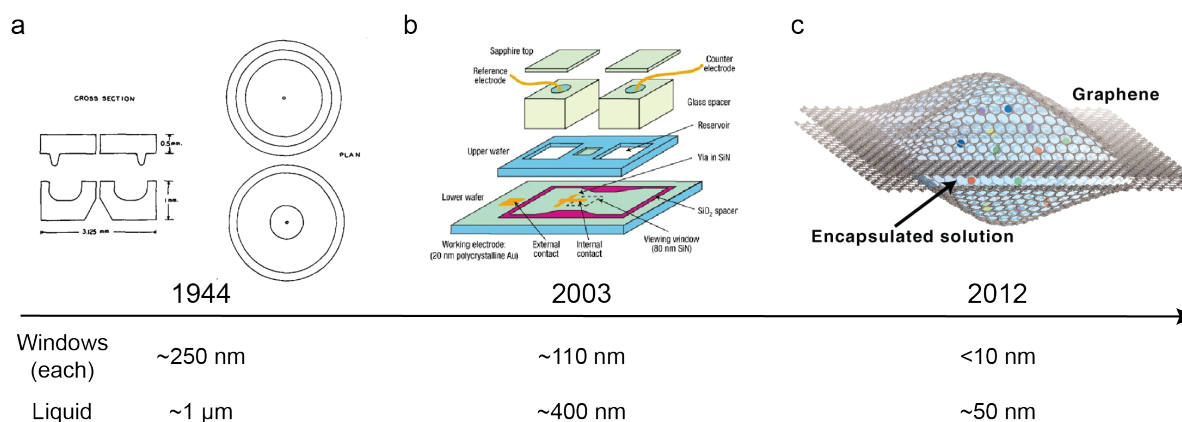 a
CROSS SECTION
0.5mm.
PLAN
1 mm.
3.125 mm
b
Sapphire top
Reference
electrode
Counter
electrode
Glass spacer
Reservoir
Upper wafer
Via in SiN
Lower wafer
SiO2 spacer
Working electrode:
(20 nm polycrystalline Au)
External
contact
Internal
contact
Viewing window
(80 nm SiN)
c
Graphene
Encapsulated solution
1944 2003 2012
Windows
(each) ~250 nm ~110 nm <10 nm
Liquid ~1 µm ~400 nm ~50 nm